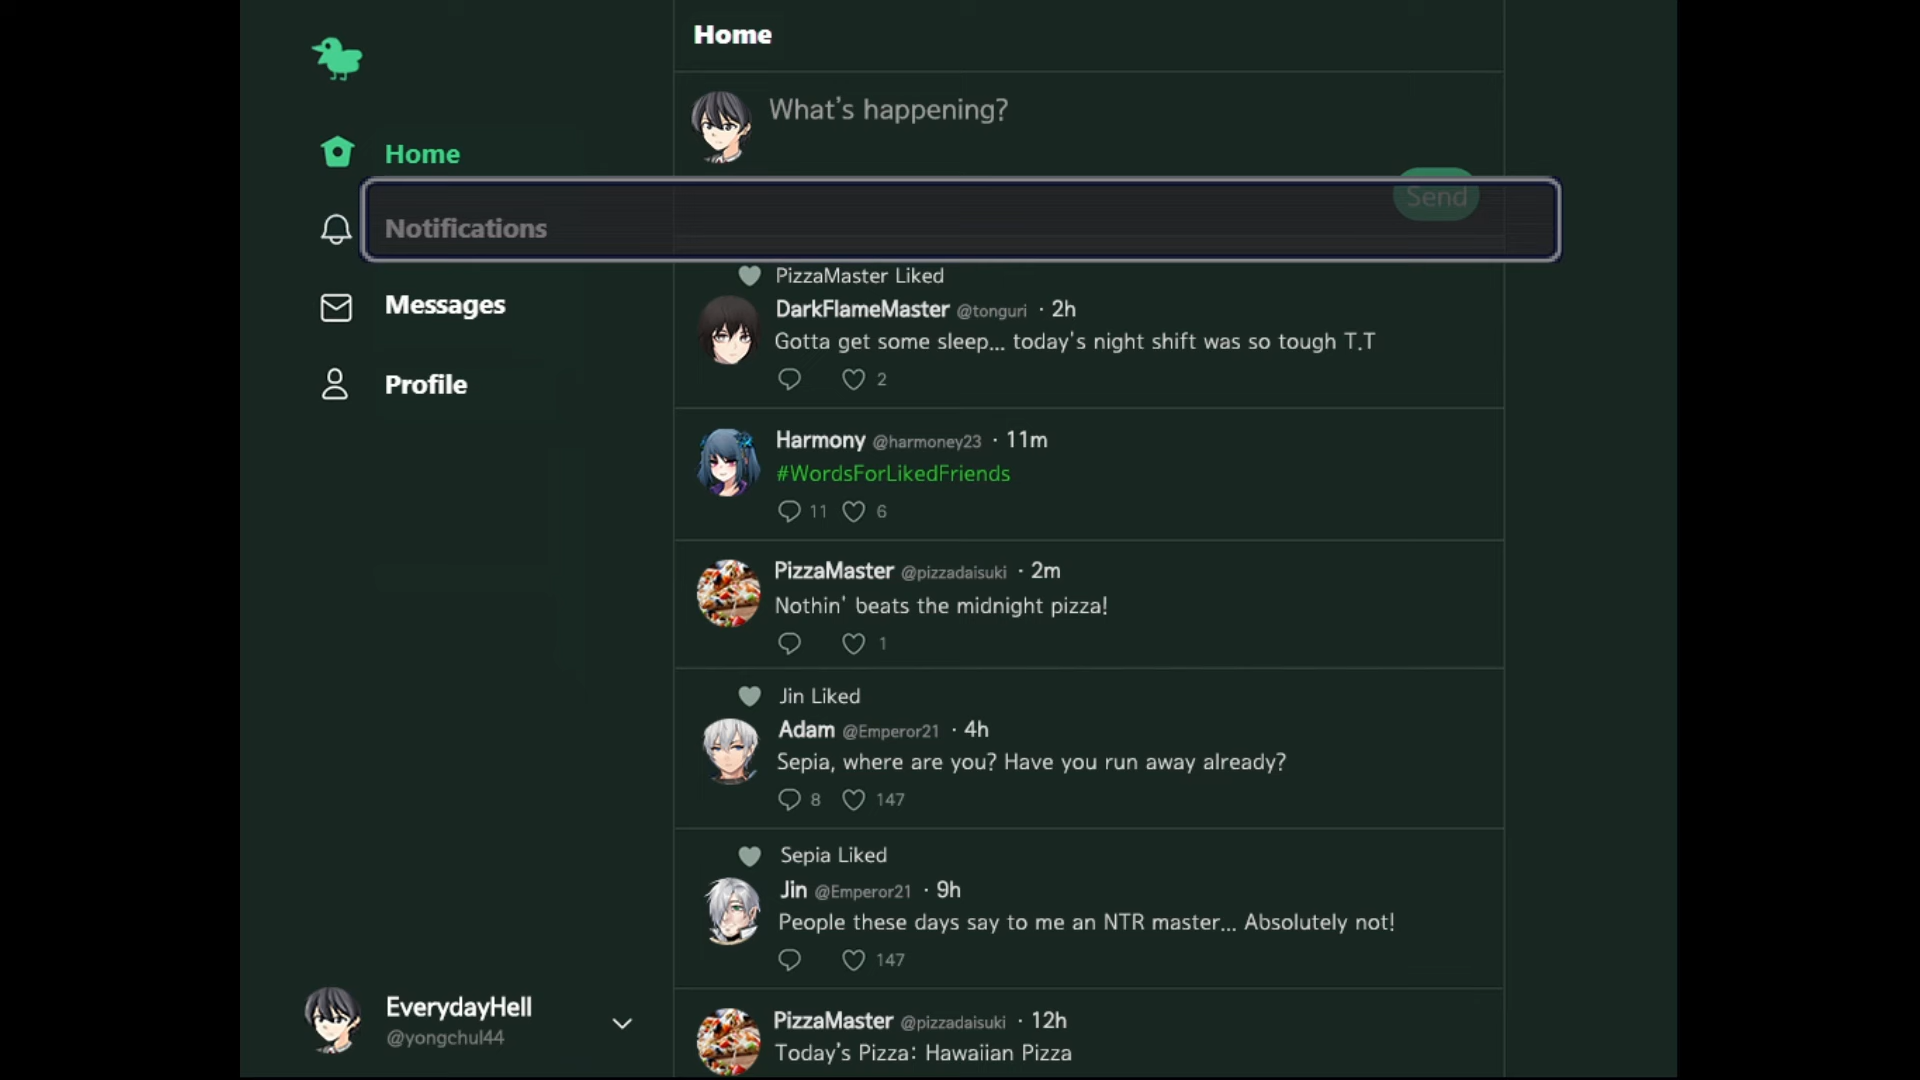 Home
What's happening?
Send
Home
Notifications
Messages
Profile
PizzaMaster Liked
DarkFlameMaster @tonguri · 2h
Gotta get some sleep... today's night shift was so tough T.T
2
Harmony @harmoney23 · 11m
#WordsForLikedFriends
11 6
PizzaMaster @pizzadaisuki · 2m
Nothin' beats the midnight pizza!
1
Jin Liked
Adam @Emperor21 · 4h
Sepia, where are you? Have you run away already?
8 147
Sepia Liked
Jin @Emperor21 · 9h
People these days say to me an NTR master... Absolutely not!
147
PizzaMaster @pizzadaisuki · 12h
Today's Pizza: Hawaiian Pizza
EverydayHell
@yongchul44